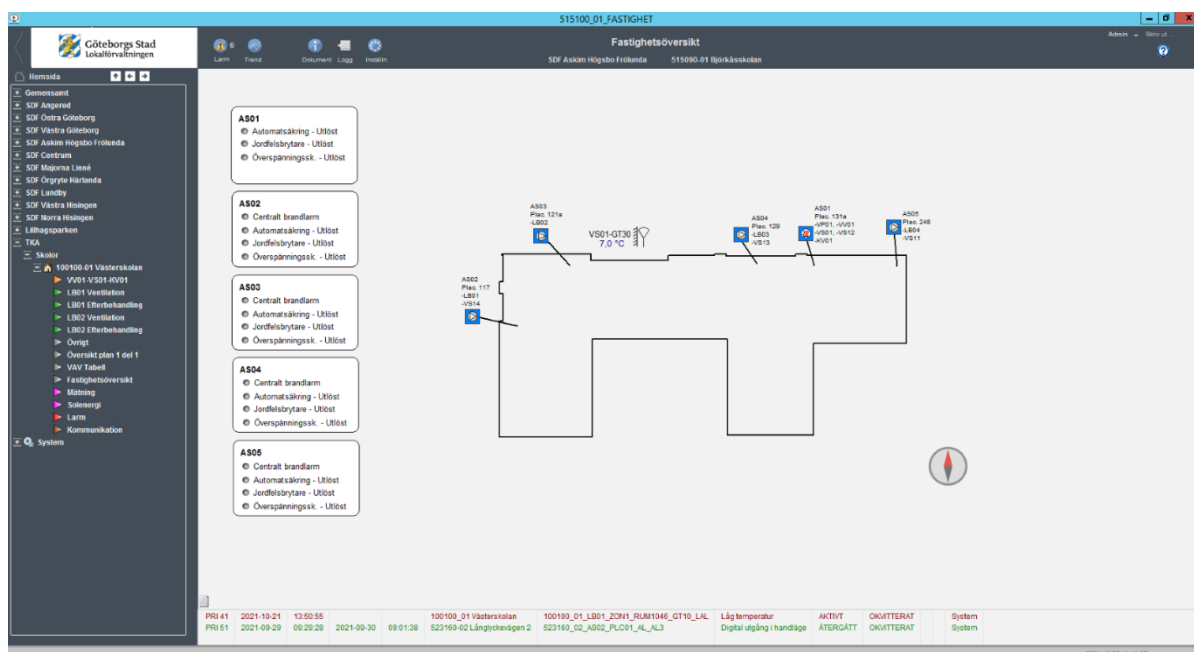 515100_01_FASTIGHET
Göteborgs Stad
Lokalförvaltningen
6
Larm Trend Dokument Logg Inställn.
Fastighetsöversikt
SDF Askim Högsbo Frölunda 515090-01 Björkåsskolan
Admin Skriv ut...
Hemsida
Gemensamt
SDF Angered
SDF Östra Göteborg
SDF Västra Göteborg
SDF Askim Högsbo Frölunda
SDF Centrum
SDF Majorna Linné
SDF Örgryte Härlanda
SDF Lundby
SDF Västra Hisingen
SDF Norra Hisingen
Lillhagsparken
TKA
Skolor
100100-01 Västerskolan
VV01-VS01-KV01
LB01 Ventilation
LB01 Efterbehandling
LB02 Ventilation
LB02 Efterbehandling
Övrigt
Översikt plan 1 del 1
VAV Tabell
Fastighetsöversikt
Mätning
Solenergi
Larm
Kommunikation
System
AS01
Automatsäkring - Utlöst
Jordfelsbrytare - Utlöst
Överspänningssk. - Utlöst
AS02
Centralt brandlarm
Automatsäkring - Utlöst
Jordfelsbrytare - Utlöst
Överspänningssk. - Utlöst
AS03
Centralt brandlarm
Automatsäkring - Utlöst
Jordfelsbrytare - Utlöst
Överspänningssk. - Utlöst
AS04
Centralt brandlarm
Automatsäkring - Utlöst
Jordfelsbrytare - Utlöst
Överspänningssk. - Utlöst
AS05
Centralt brandlarm
Automatsäkring - Utlöst
Jordfelsbrytare - Utlöst
Överspänningssk. - Utlöst
AS02
Plac. 117
-LB01
-VS14
AS03
Plac. 121a
-LB02
VS01-GT30
7,0 °C
AS04
Plac. 129
-LB03
-VS13
AS01
Plac. 131a
-VP01, -VV01
-VS01, -VS12
-KV01
AS05
Plac. 246
-LB04
-VS11
PRI 41 2021-10-21 13:50:55 100100_01 Västerskolan 100100_01_LB01_ZON1_RUM1046_GT10_LAL Låg temperatur AKTIVT OKVITTERAT System
PRI 51 2021-09-29 09:29:28 2021-09-30 09:01:38 523160-02 Långlyckevägen 2 523160_02_AS02_PLC01_AL_AL3 Digital utgång i handläge ÅTERGÅTT OKVITTERAT System